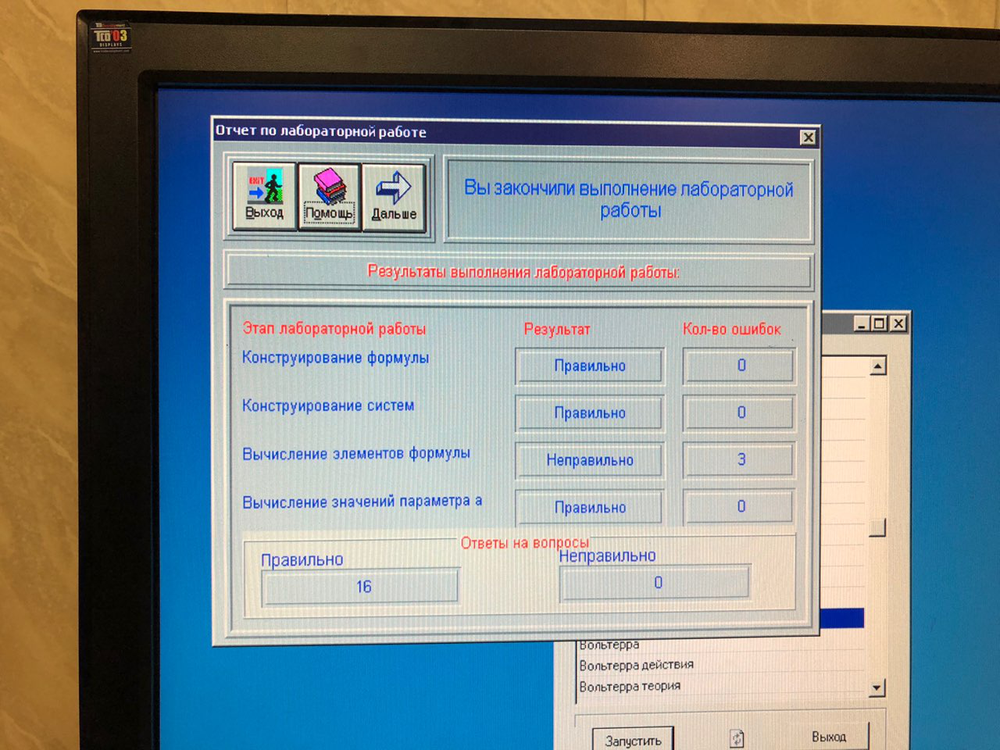 TCO'03
DISPLAYS
Отчет по лабораторной работе
EXIT
Выход
Помощь
Дальше
Вы закончили выполнение лабораторной
работы
Результаты выполнения лабораторной работы:
Этап лабораторной работы
Результат
Кол-во ошибок
Конструирование формулы
Правильно
0
Конструирование систем
Правильно
0
Вычисление элементов формулы
Неправильно
3
Вычисление значений параметра а
Правильно
0
Ответы на вопросы
Правильно
Неправильно
16
0
Вольтерра
Вольтерра действия
Вольтерра теория
Запустить
Выход